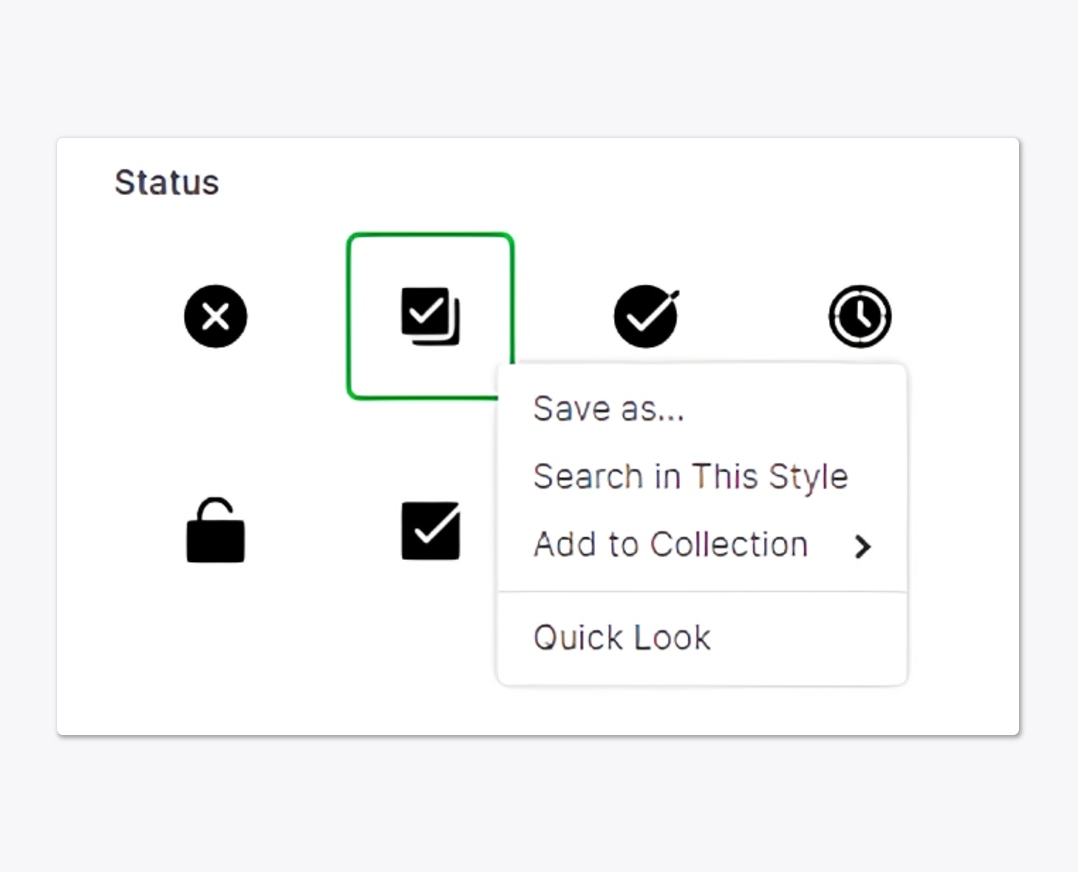 Status
Save as...
Search in This Style
Add to Collection
Quick Look